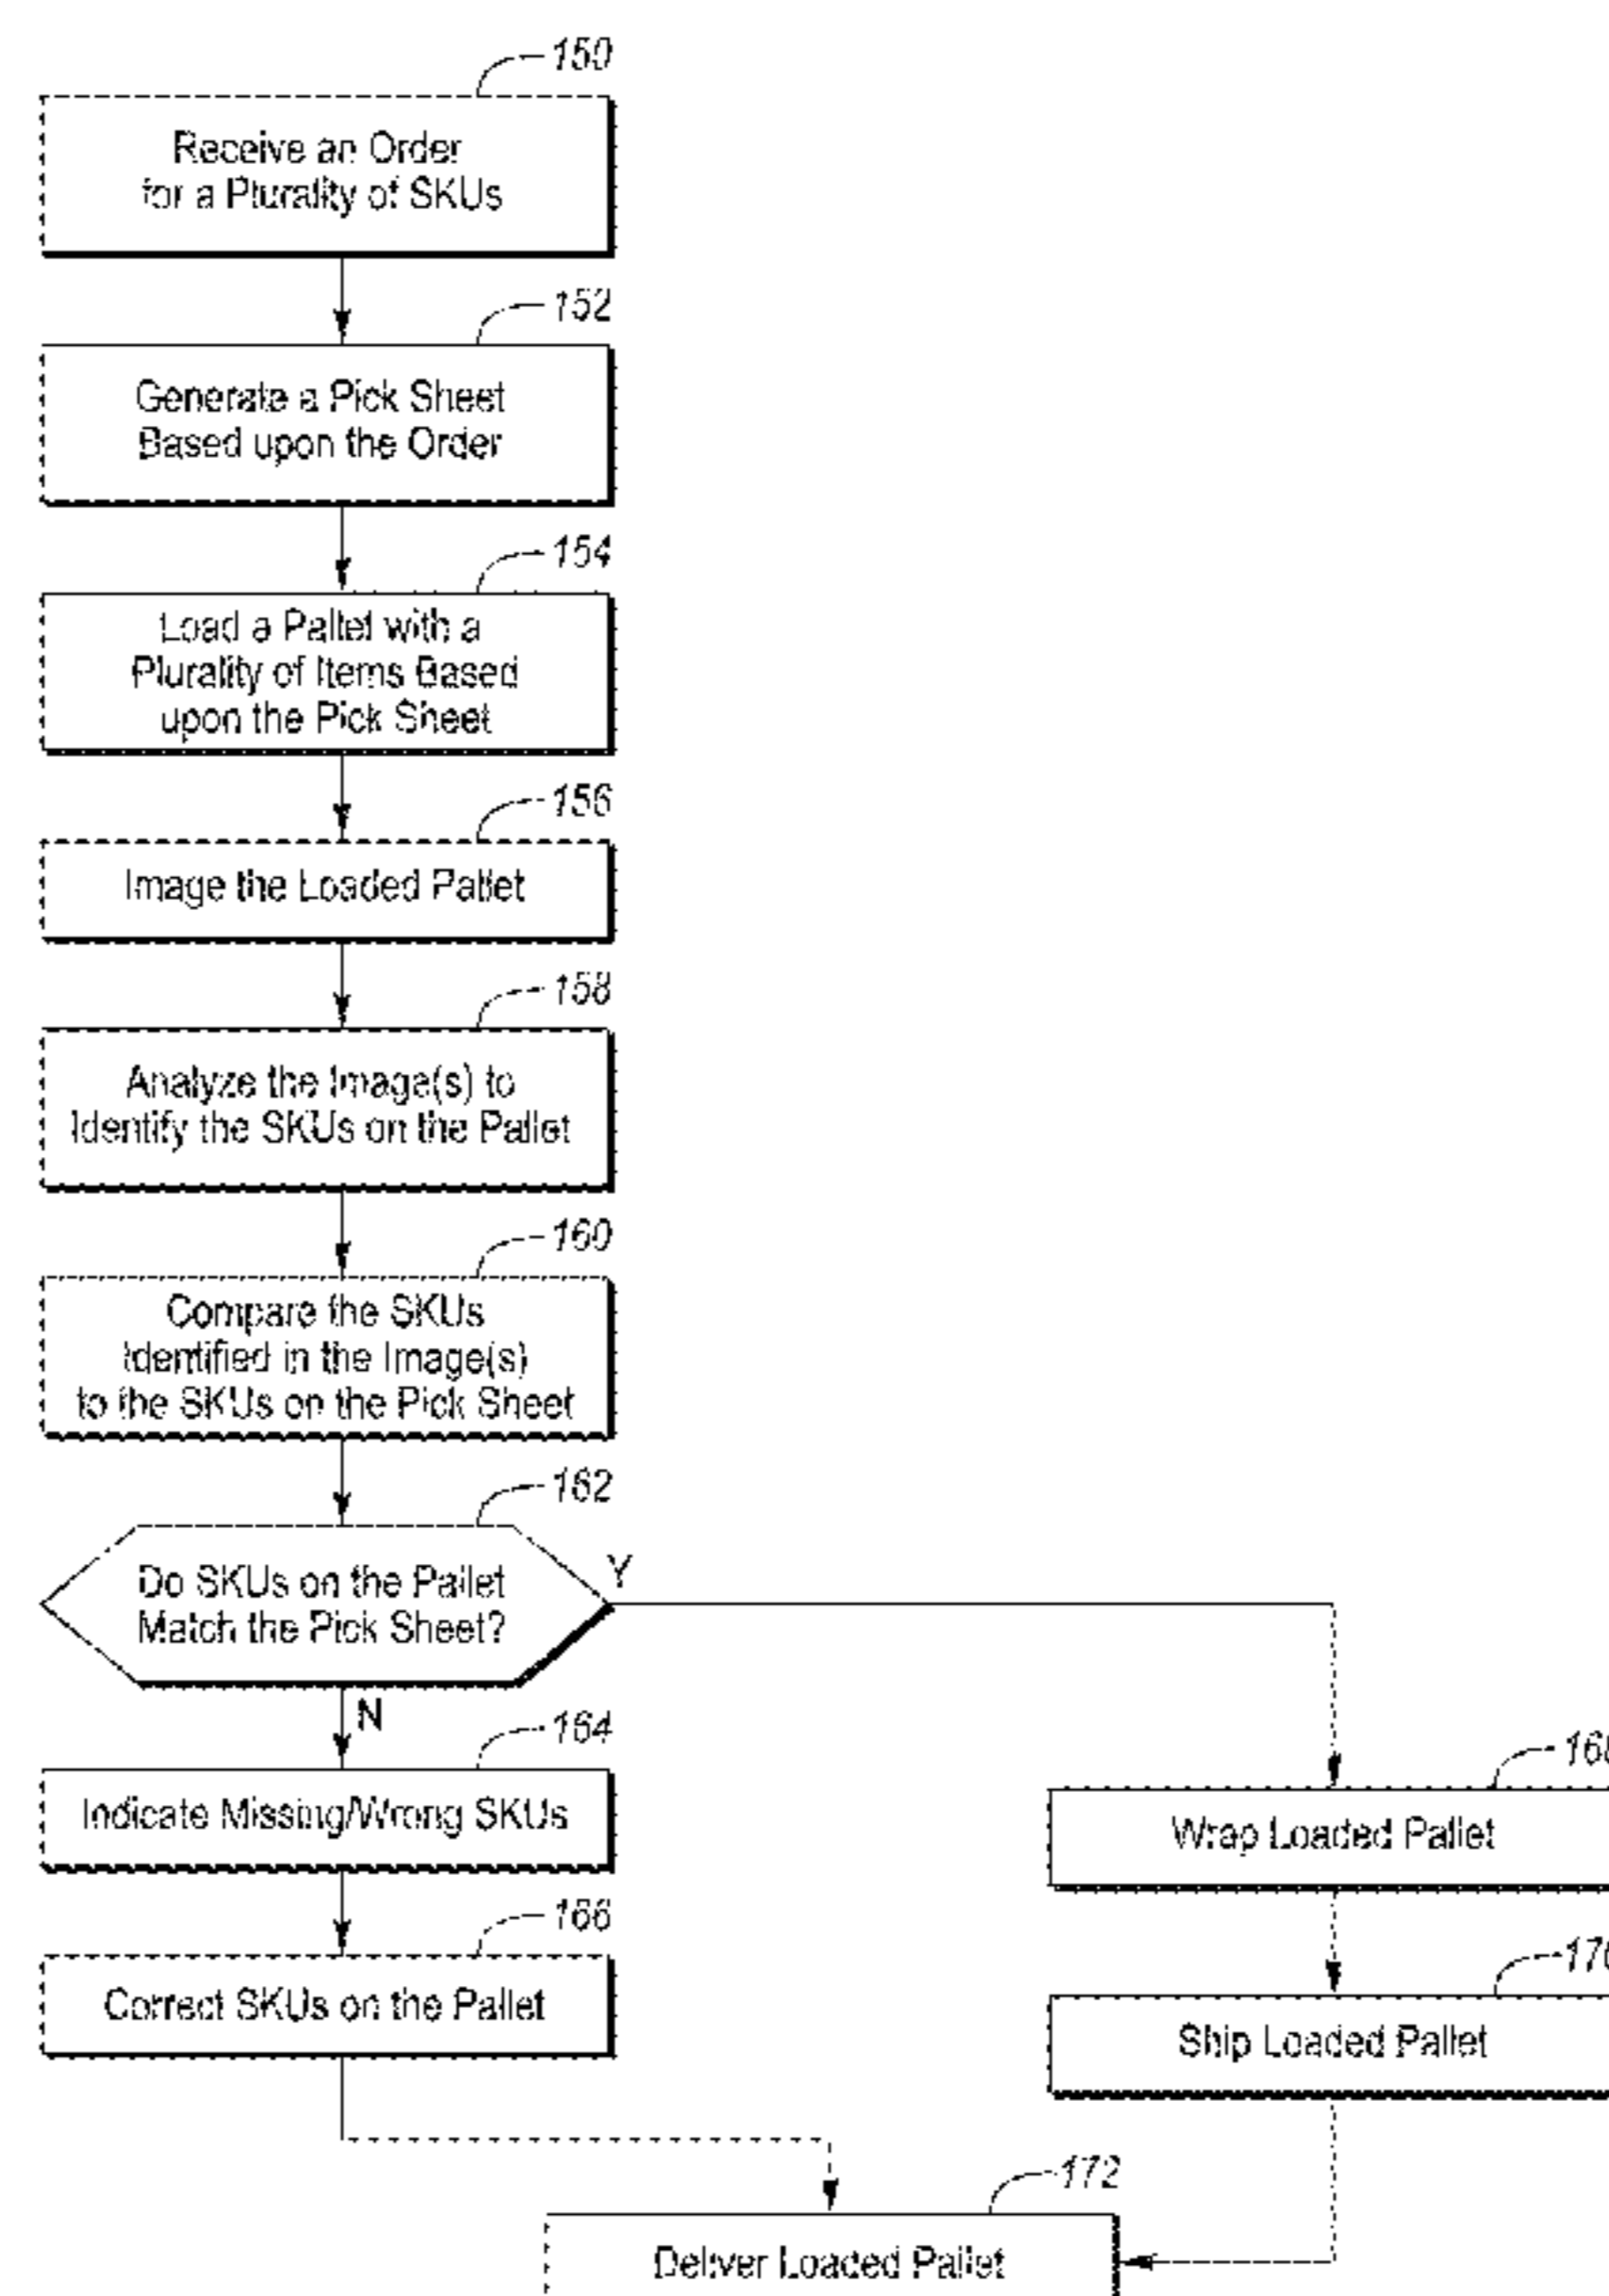 150
Receive an Order
for a Plurality of SKUs
152
Generate a Pick Sheet
Based upon the Order
154
Load a Pallet with a
Plurality of Items Based
upon the Pick Sheet
156
Image the Loaded Pallet
158
Analyze the Image(s) to
Identify the SKUs on the Pallet
160
Compare the SKUs
Identified in the Image(s)
to the SKUs on the Pick Sheet
162
Do SKUs on the Pallet
Match the Pick Sheet?
Y
N
164
Indicate Missing/Wrong SKUs
166
Correct SKUs on the Pallet
168
Wrap Loaded Pallet
170
Ship Loaded Pallet
172
Deliver Loaded Pallet